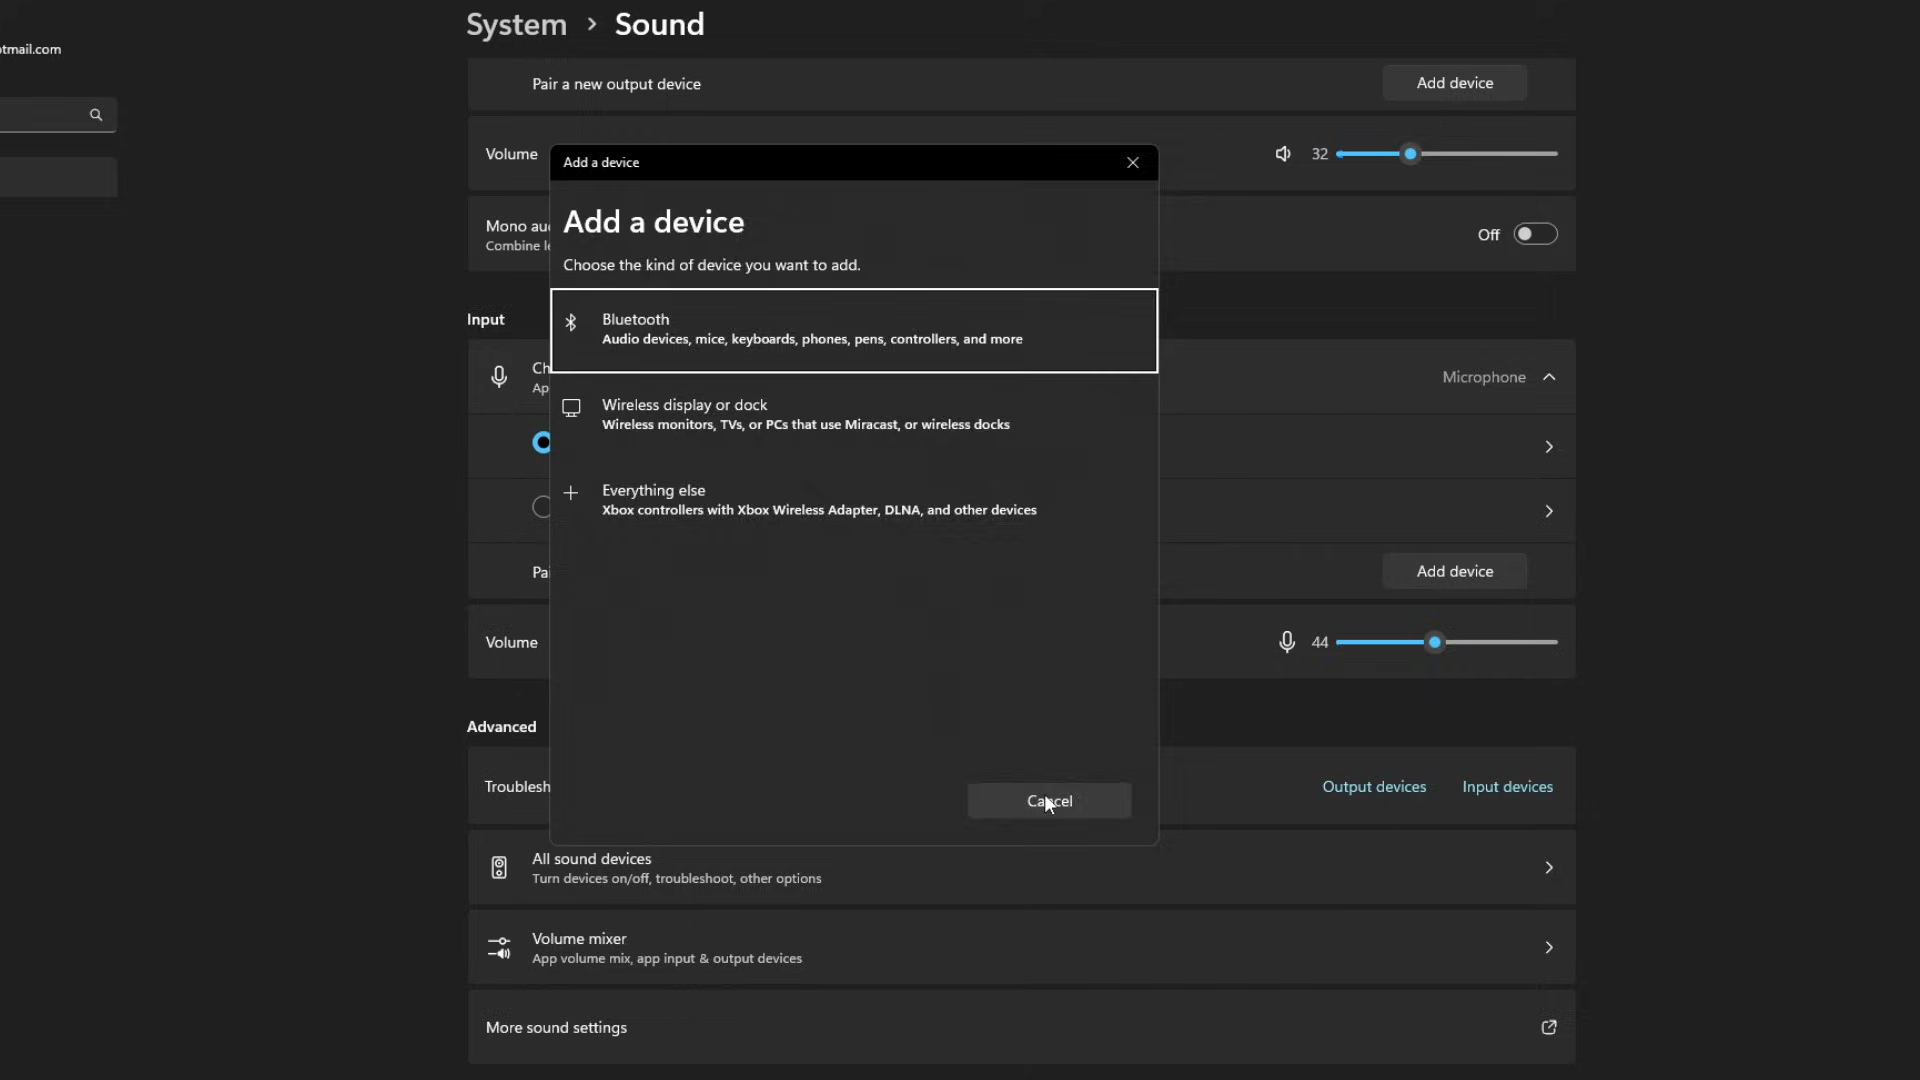 System > Sound
otmail.com
Pair a new output device
Add device
Volume
32
Add a device
Mono au
Combine le
Off
Add a device
Choose the kind of device you want to add.
Bluetooth
Audio devices, mice, keyboards, phones, pens, controllers, and more
Input
Ch
Ap
Microphone
Wireless display or dock
Wireless monitors, TVs, or PCs that use Miracast, or wireless docks
Everything else
Xbox controllers with Xbox Wireless Adapter, DLNA, and other devices
Pai
Add device
Volume
44
Advanced
Troublesh
Output devices
Input devices
Cancel
All sound devices
Turn devices on/off, troubleshoot, other options
Volume mixer
App volume mix, app input & output devices
More sound settings